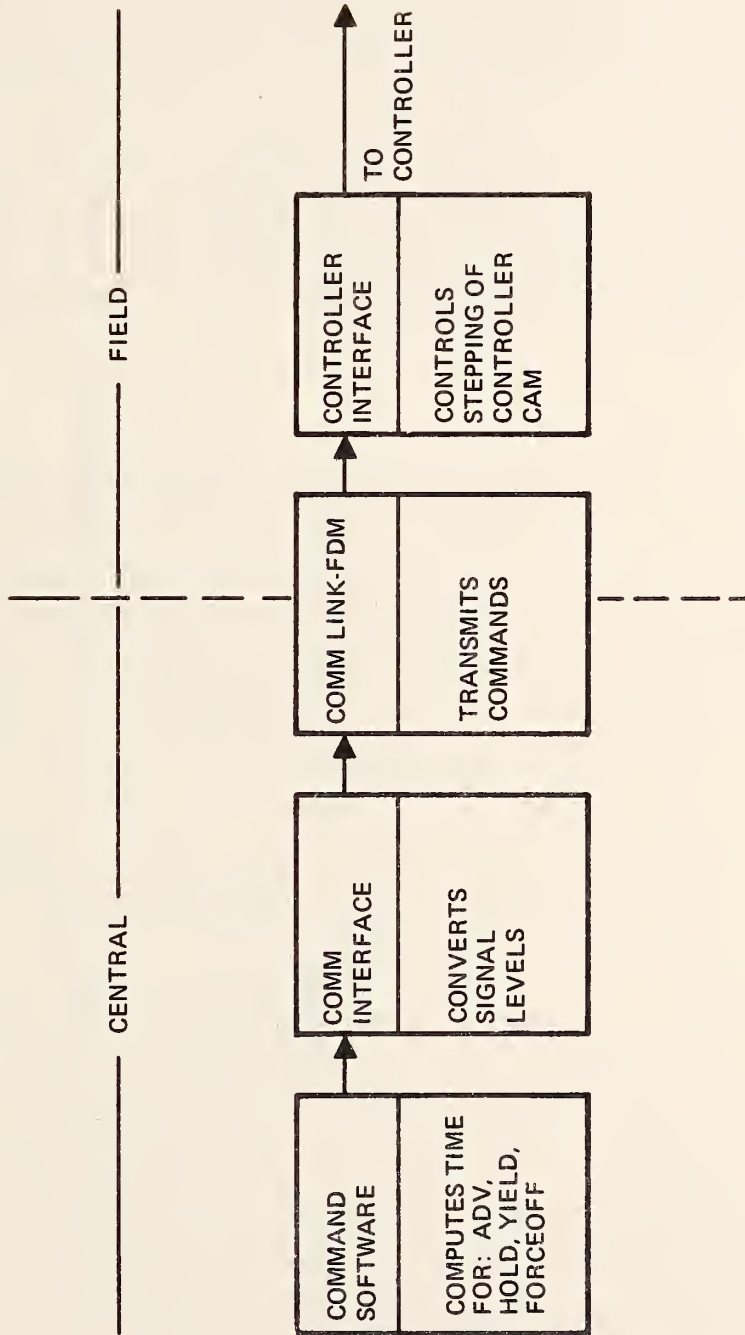 CENTRAL
FIELD
COMMAND
SOFTWARE
COMPUTES TIME
FOR: ADV,
HOLD, YIELD,
FORCEOFF
COMM
INTERFACE
CONVERTS
SIGNAL
LEVELS
COMM LINK-FDM
TRANSMITS
COMMANDS
CONTROLLER
INTERFACE
CONTROLS
STEPPING OF
CONTROLLER
CAM
TO
CONTROLLER